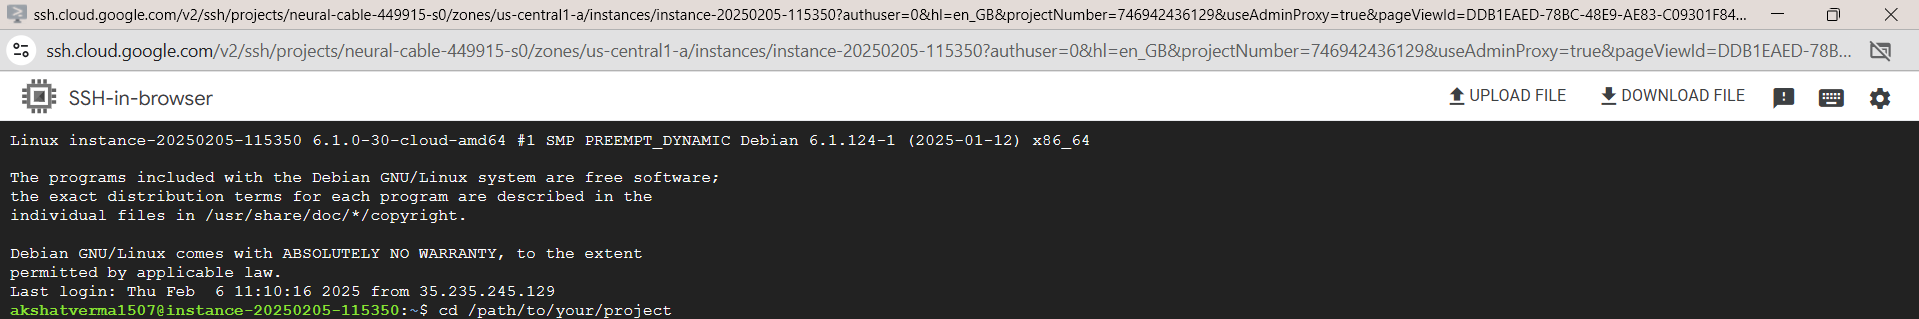 ssh.cloud.google.com/v2/ssh/projects/neural-cable-449915-s0/zones/us-central1-a/instances/instance-20250205-115350?authuser=0&hl=en_GB&projectNumber=746942436129&useAdminProxy=true&pageViewId=DDB1EAED-78BC-48E9-AE83-C09301F84...
ssh.cloud.google.com/v2/ssh/projects/neural-cable-449915-s0/zones/us-central1-a/instances/instance-20250205-115350?authuser=0&hl=en_GB&projectNumber=746942436129&useAdminProxy=true&pageViewId=DDB1EAED-78B...
SSH-in-browser UPLOAD FILE DOWNLOAD FILE
Linux instance-20250205-115350 6.1.0-30-cloud-amd64 #1 SMP PREEMPT_DYNAMIC Debian 6.1.124-1 (2025-01-12) x86_64
The programs included with the Debian GNU/Linux system are free software;
the exact distribution terms for each program are described in the
individual files in /usr/share/doc/*/copyright.
Debian GNU/Linux comes with ABSOLUTELY NO WARRANTY, to the extent
permitted by applicable law.
Last login: Thu Feb  6 11:10:16 2025 from 35.235.245.129
akshatverma1507@instance-20250205-115350:~$ cd /path/to/your/project